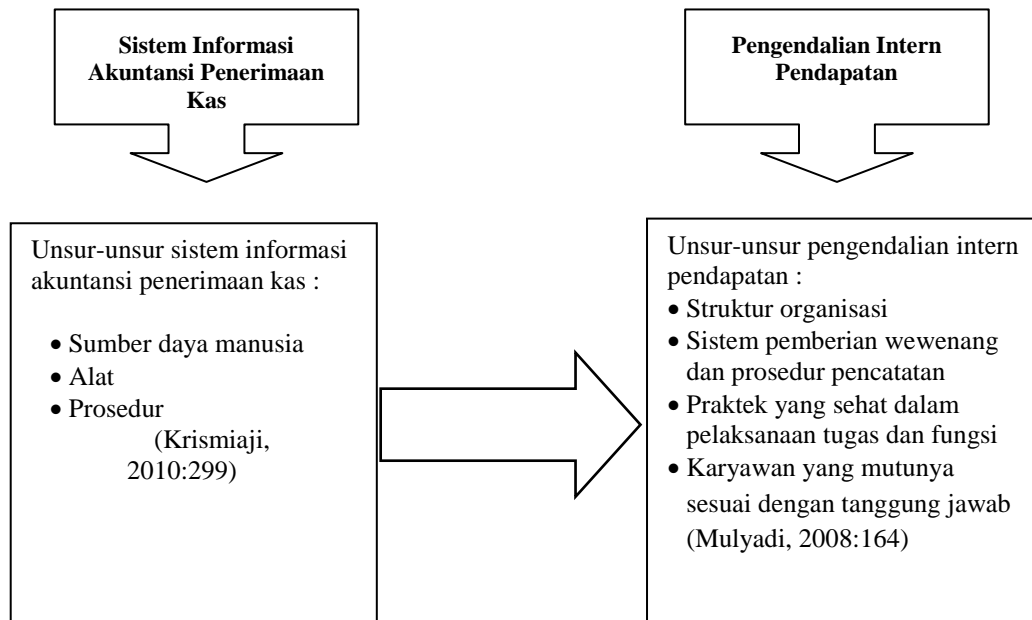 Sistem Informasi
Akuntansi Penerimaan
Kas
Pengendalian Intern
Pendapatan
Unsur-unsur sistem informasi
akuntansi penerimaan kas :
• Sumber daya manusia
• Alat
• Prosedur
(Krismiaji,
2010:299)
Unsur-unsur pengendalian intern
pendapatan :
• Struktur organisasi
• Sistem pemberian wewenang
dan prosedur pencatatan
• Praktek yang sehat dalam
pelaksanaan tugas dan fungsi
• Karyawan yang mutunya
sesuai dengan tanggung jawab
(Mulyadi, 2008:164)